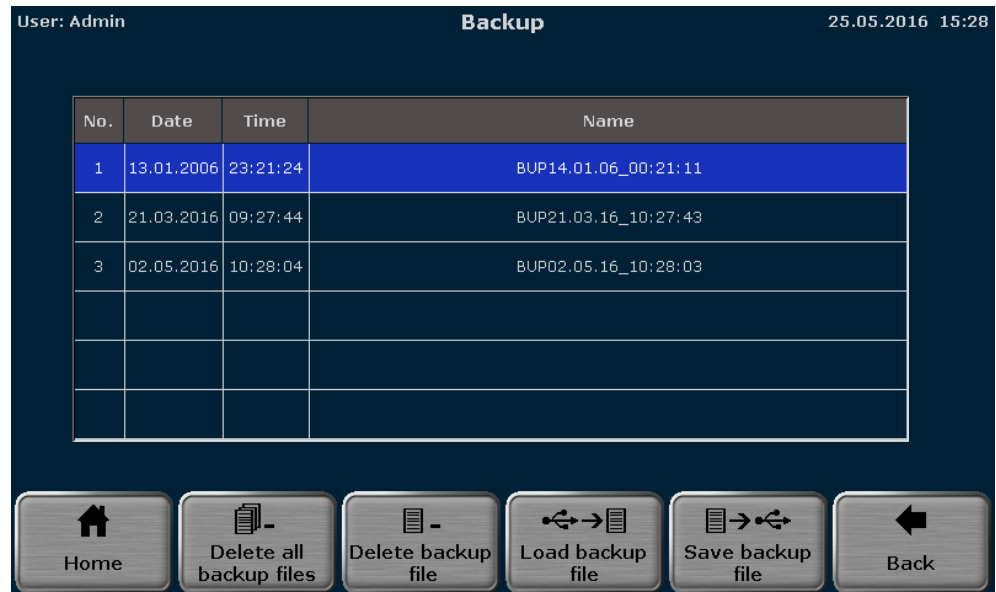 User: Admin Backup 25.05.2016 15:28
No. Date Time Name
1 13.01.2006 23:21:24 BUP14.01.06_00:21:11
2 21.03.2016 09:27:44 BUP21.03.16_10:27:43
3 02.05.2016 10:28:04 BUP02.05.16_10:28:03
Home
Delete all
backup files
Delete backup
file
Load backup
file
Save backup
file
Back